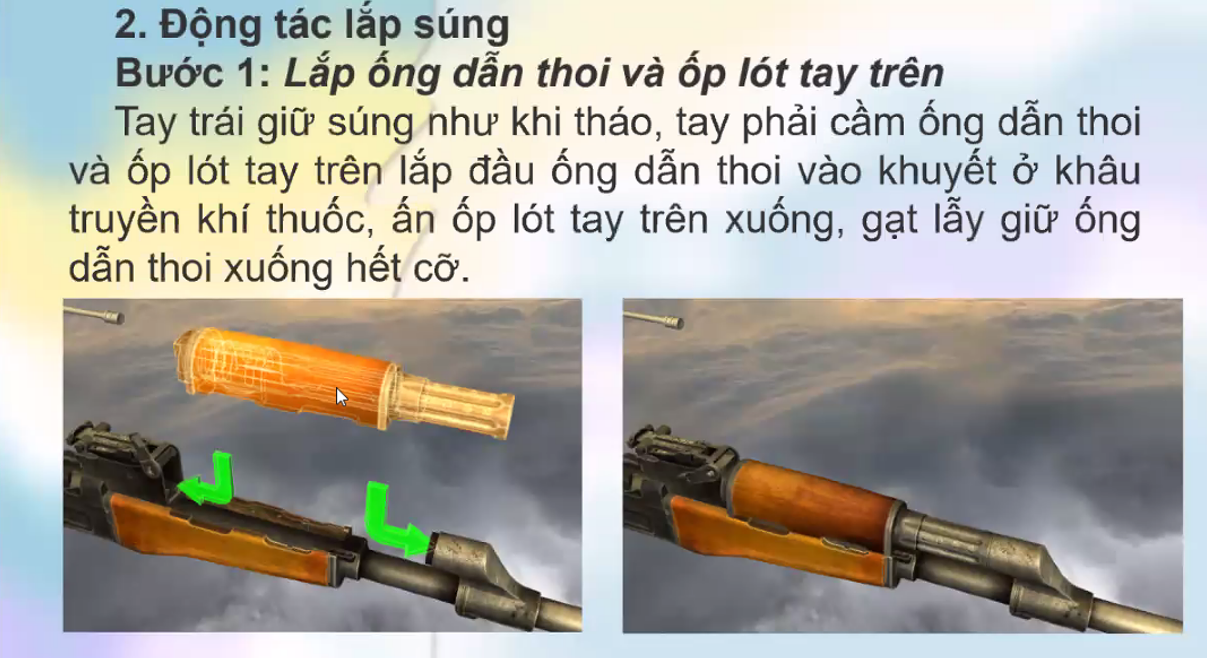 2. Động tác lắp súng
Bước 1: Lắp ống dẫn thoi và ốp lót tay trên
Tay trái giữ súng như khi tháo, tay phải cầm ống dẫn thoi
và ốp lót tay trên lắp đầu ống dẫn thoi vào khuyết ở khâu
truyền khí thuốc, ấn ốp lót tay trên xuống, gạt lẫy giữ ống
dẫn thoi xuống hết cỡ.